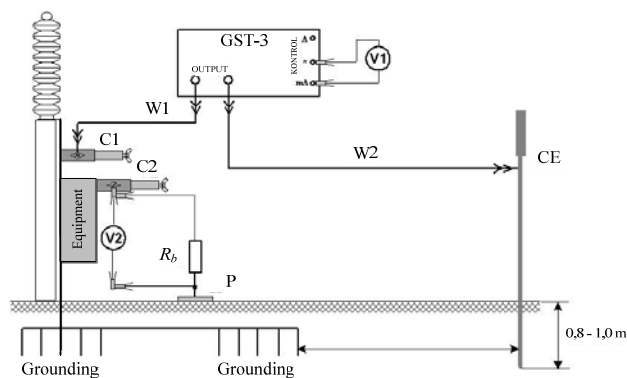 GST-3
A
KONTROL
=
mA
OUTPUT
V1
W1
C1
W2
CE
C2
Equipment
V2
R_b
P
0,8 - 1,0 m
Grounding
Grounding